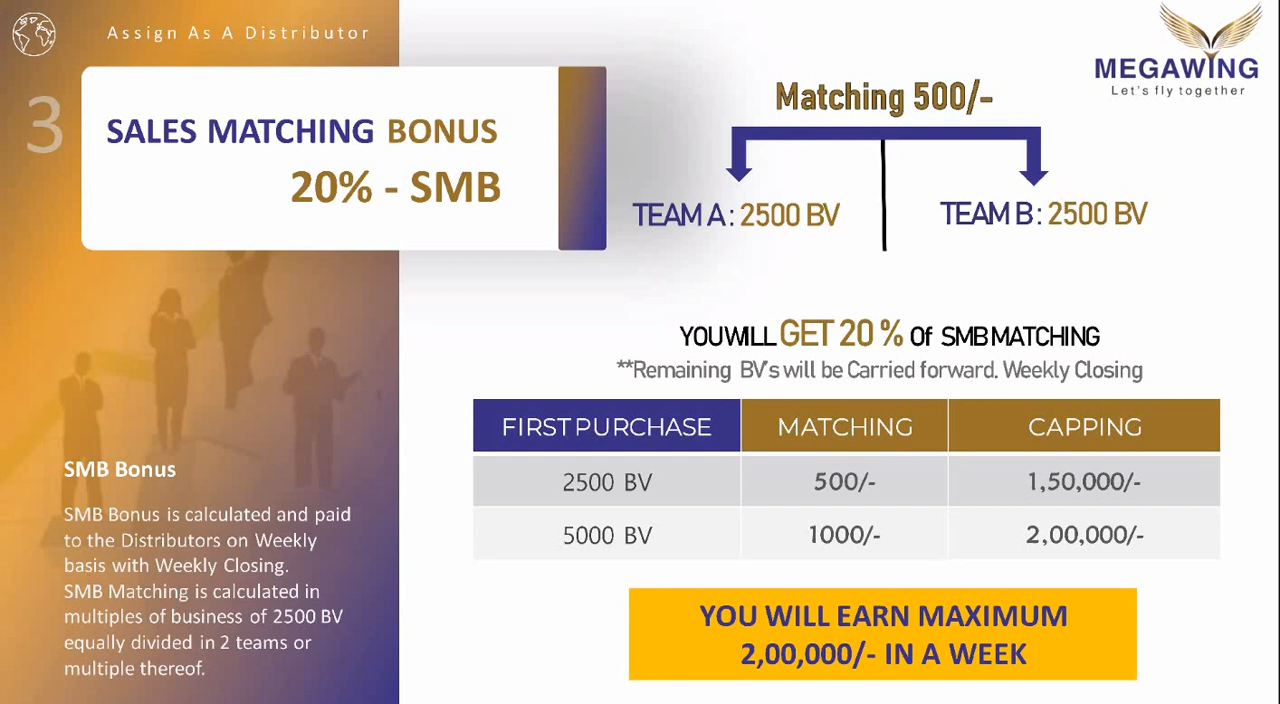 Assign As A Distributor
3
SALES MATCHING BONUS
20% - SMB
MEGAWING
Let's fly together
Matching 500/-
TEAM A : 2500 BV
TEAM B : 2500 BV
YOU WILL GET 20 % Of SMB MATCHING
**Remaining BV's will be Carried forward. Weekly Closing
FIRST PURCHASE MATCHING CAPPING
2500 BV 500/- 1,50,000/-
5000 BV 1000/- 2,00,000/-
YOU WILL EARN MAXIMUM
2,00,000/- IN A WEEK
SMB Bonus
SMB Bonus is calculated and paid
to the Distributors on Weekly
basis with Weekly Closing.
SMB Matching is calculated in
multiples of business of 2500 BV
equally divided in 2 teams or
multiple thereof.